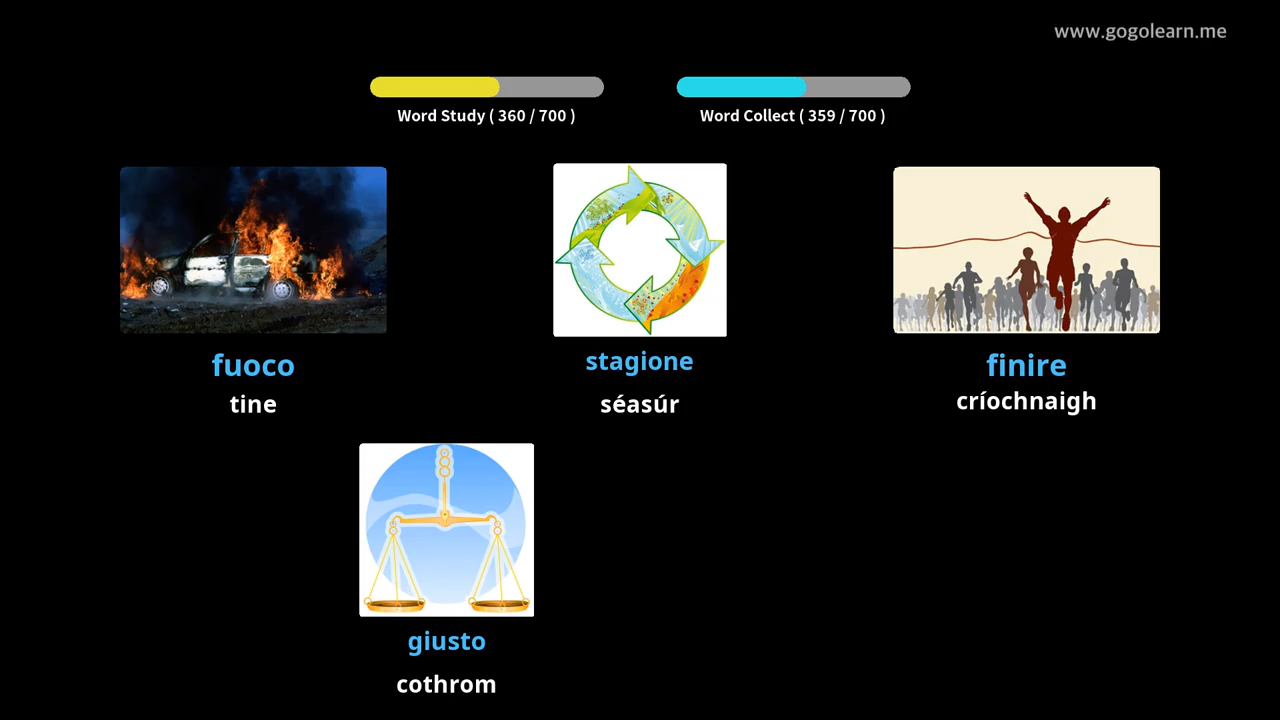 www.gogolearn.me
Word Study ( 360 / 700 )
Word Collect ( 359 / 700 )
fuoco
tine
stagione
séasúr
finire
críochnaigh
giusto
cothrom